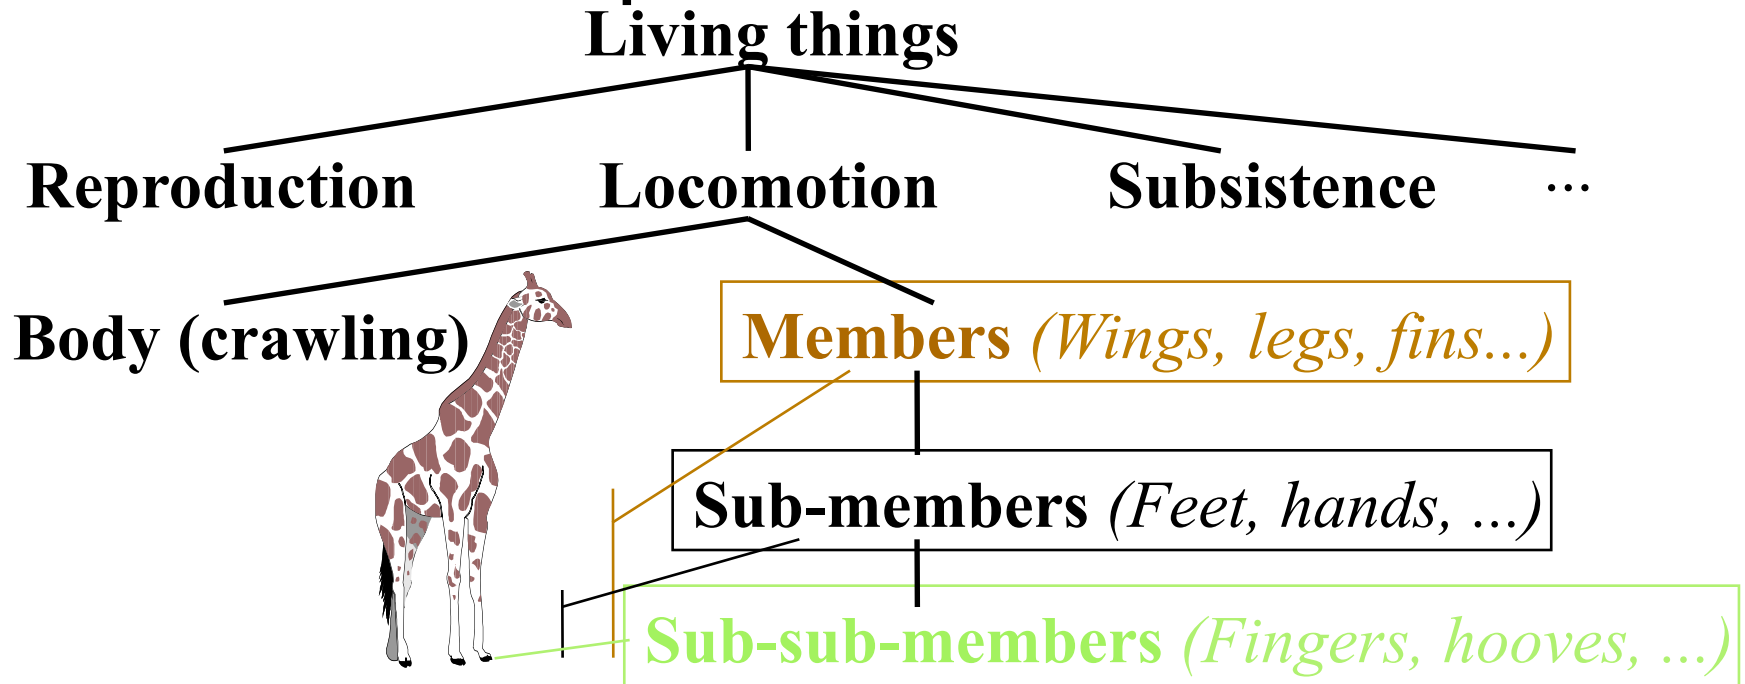 Living things
Reproduction Locomotion Subsistence ...
Body (crawling) Members (Wings, legs, fins...)
Sub-members (Feet, hands, ...)
Sub-sub-members (Fingers, hooves, ...)